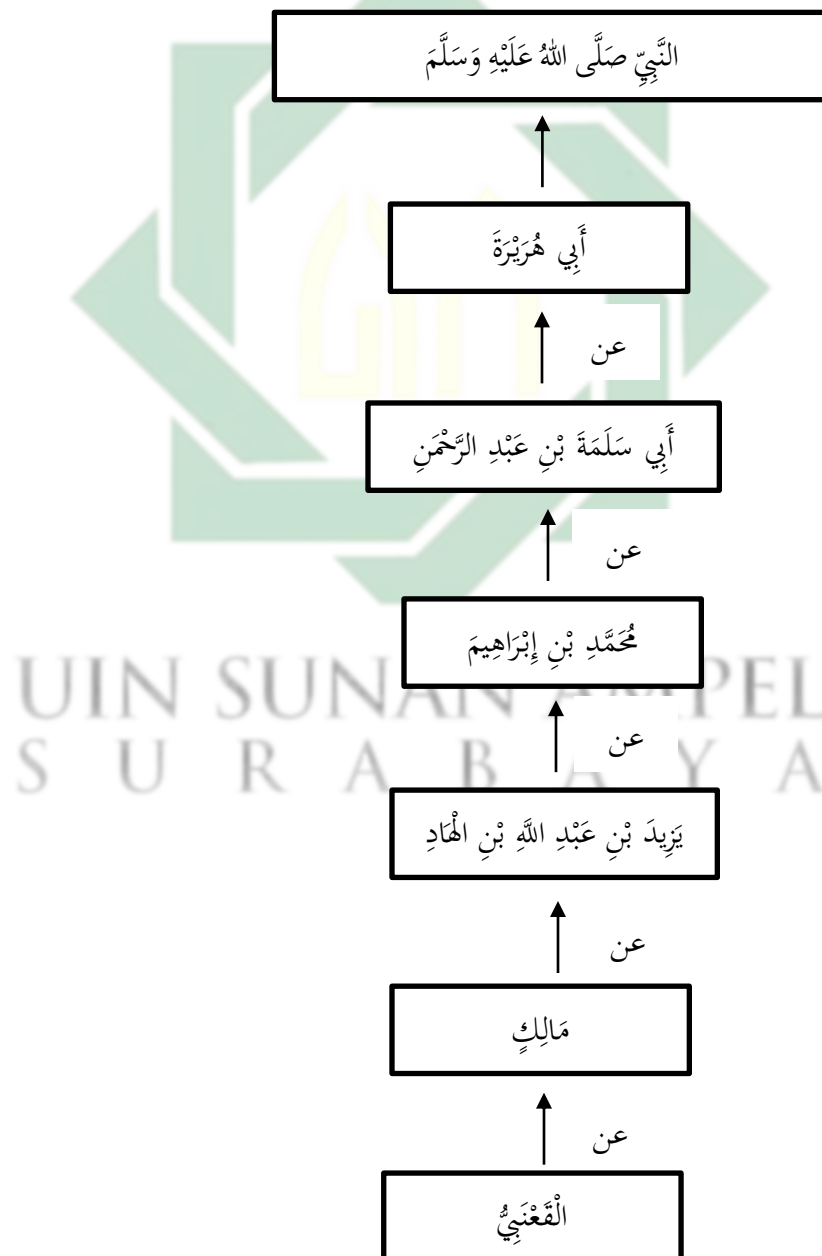 النَّبِيِّ صَلَّى اللهُ عَلَيْهِ وَسَلَّمَ
أَبِي هُرَيْرَةَ
عن
أَبِي سَلَمَةَ بْنِ عَبْدِ الرَّحْمَنِ
عن
مُحَمَّدِ بْنِ إِبْرَاهِيمَ
UIN SUNAN AMPEL
عن
S U R A B A Y A
يَزِيدَ بْنِ عَبْدِ اللَّهِ بْنِ الْهَادِ
عن
مَالِكٍ
عن
الْقَعْنَبِيُّ